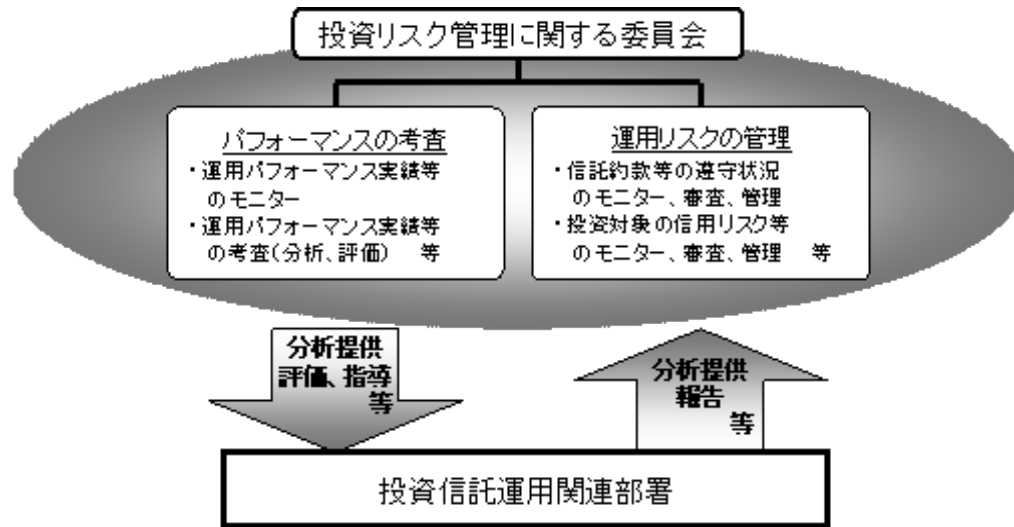 投資リスク管理に関する委員会
パフォーマンスの考査
・運用パフォーマンス実績等
のモニター
・運用パフォーマンス実績等
の考査(分析、評価) 等
運用リスクの管理
・信託約款等の遵守状況
のモニター、審査、管理
・投資対象の信用リスク等
のモニター、審査、管理 等
分析提供
評価、指導
等
分析提供
報告
等
投資信託運用関連部署